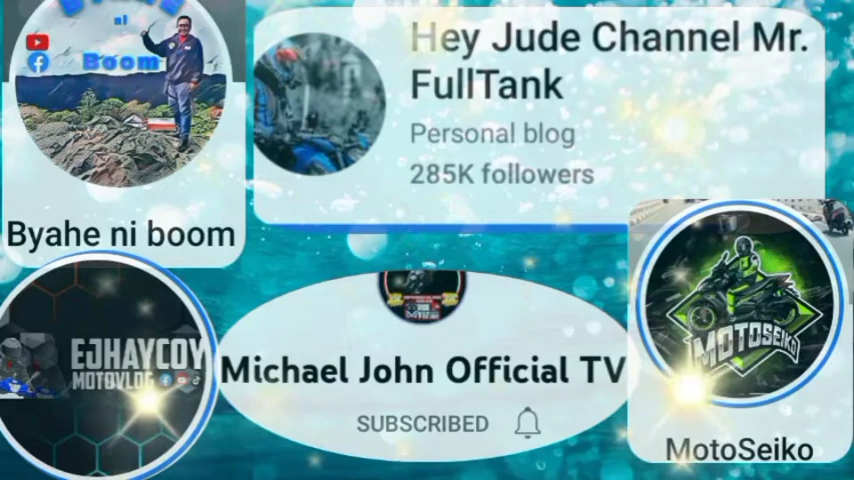 BYAHE
ni
Boom
Byahe ni boom
Hey Jude Channel Mr.
FullTank
Personal blog
285K followers
EJHAYCOY
MOTOVLOG
Michael John Official TV
SUBSCRIBED
MOTOSEIKO
MotoSeiko